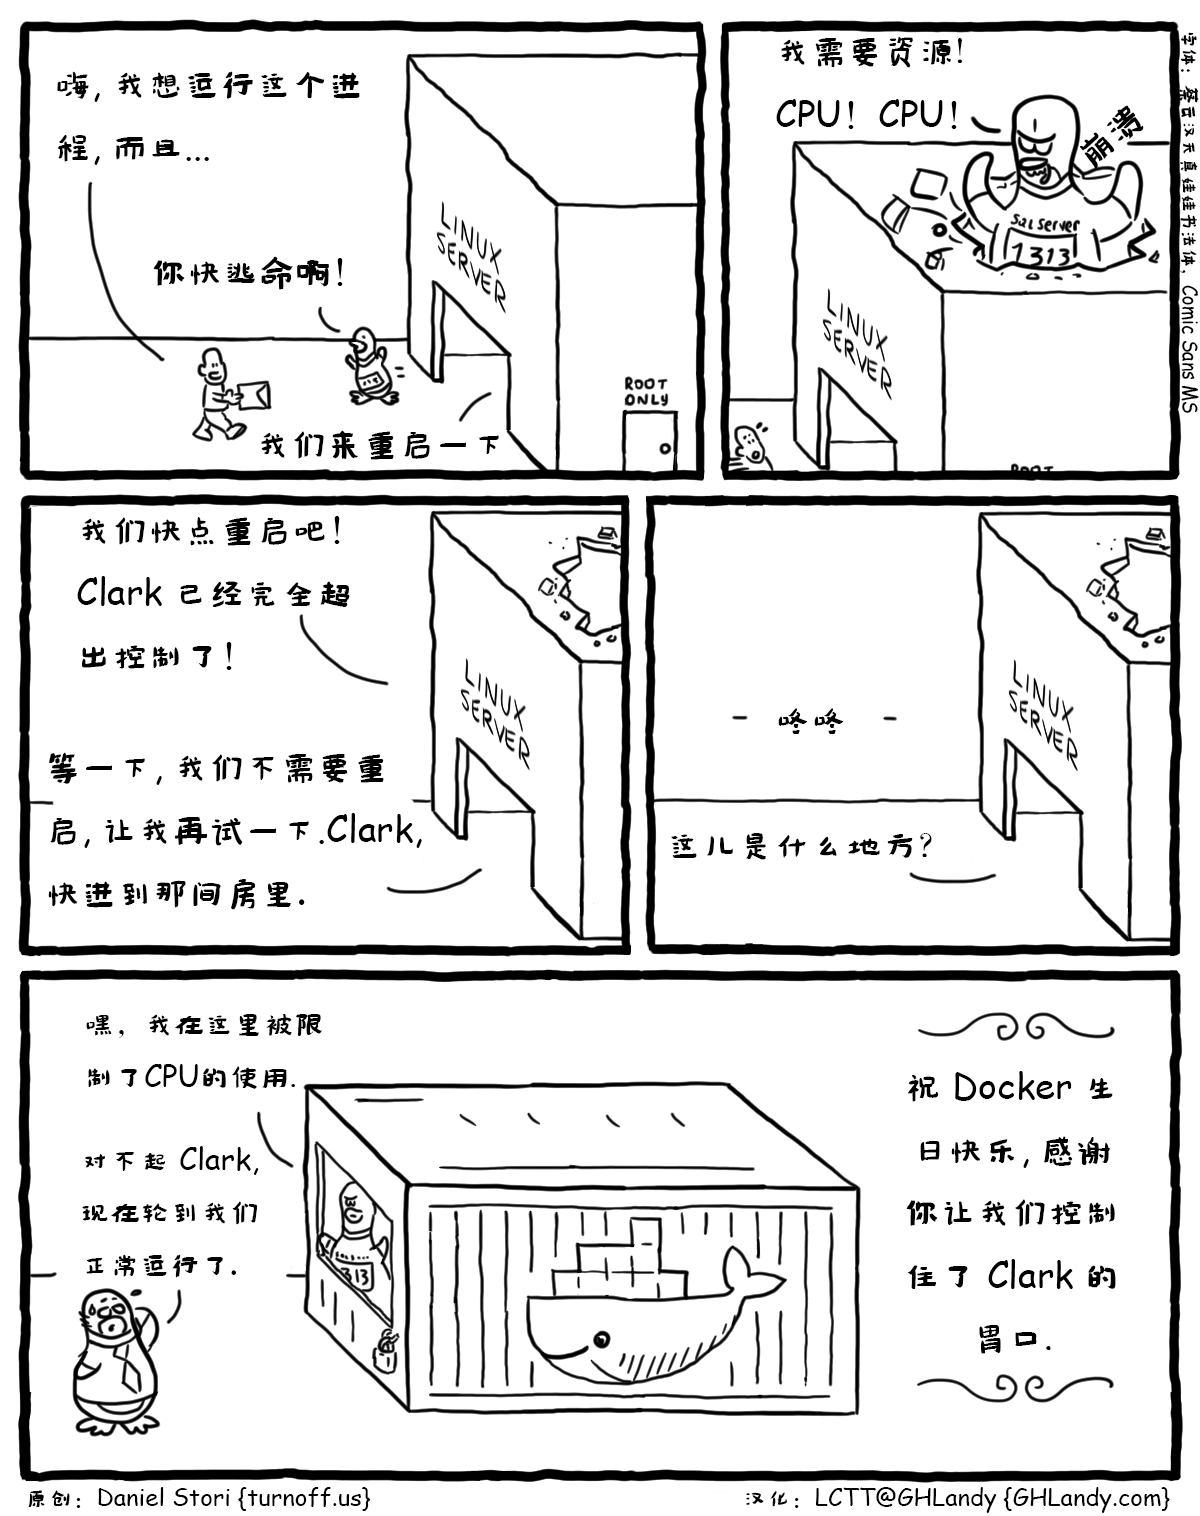 嗨, 我想运行这个进
程, 而且...
你快逃命啊!
LINUX
SERVER
ROOT
ONLY
我们来重启一下
我需要资源!
CPU! CPU!
崩溃
SQL Server
1313
LINUX
SERVER
ROOT
字体: 蔡云汉天真娃娃书法体, Comic Sans MS
我们快点重启吧!
Clark 已经完全超
出控制了!
LINUX
SERVER
等一下, 我们不需要重
启, 让我再试一下.Clark,
快进到那间房里.
- 咚咚 -
LINUX
SERVER
这儿是什么地方?
嘿, 我在这里被限
制了CPU的使用.
对不起 Clark,
现在轮到我们
正常运行了.
313
祝 Docker 生
日快乐, 感谢
你让我们控制
住了 Clark 的
胃口.
原创: Daniel Stori {turnoff.us}
汉化: LCTT@GHLandy {GHLandy.com}